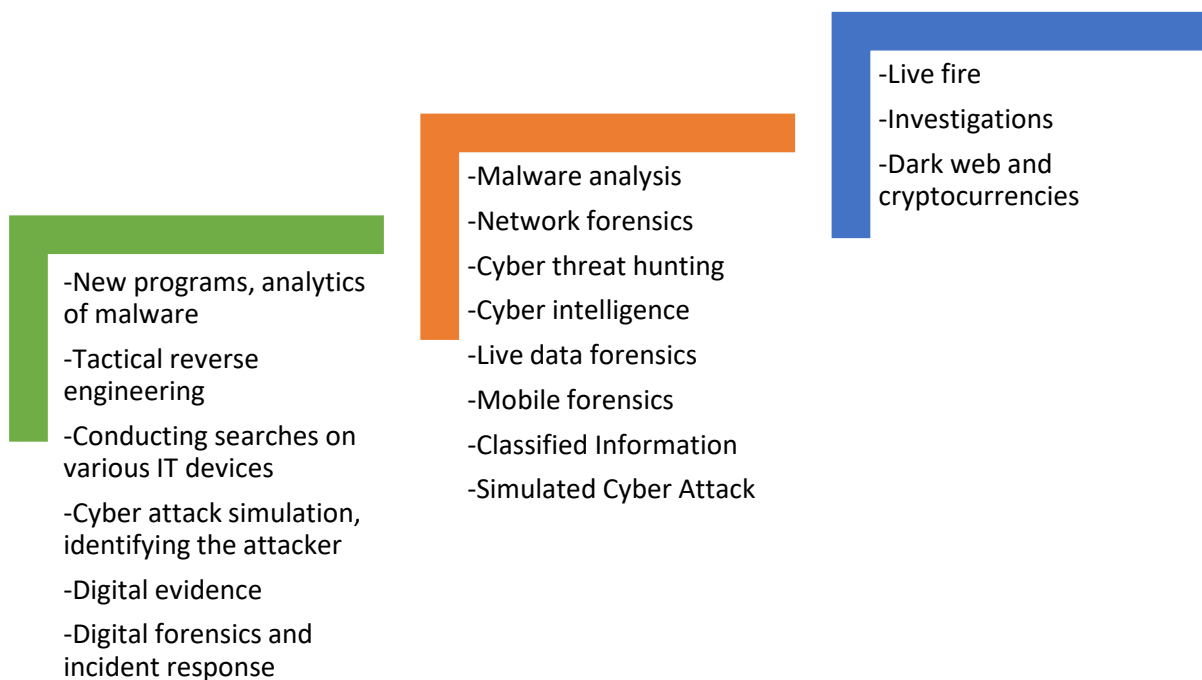 -New programs, analytics
of malware
-Tactical reverse
engineering
-Conducting searches on
various IT devices
-Cyber attack simulation,
identifying the attacker
-Digital evidence
-Digital forensics and
incident response
-Malware analysis
-Network forensics
-Cyber threat hunting
-Cyber intelligence
-Live data forensics
-Mobile forensics
-Classified Information
-Simulated Cyber Attack
-Live fire
-Investigations
-Dark web and
cryptocurrencies